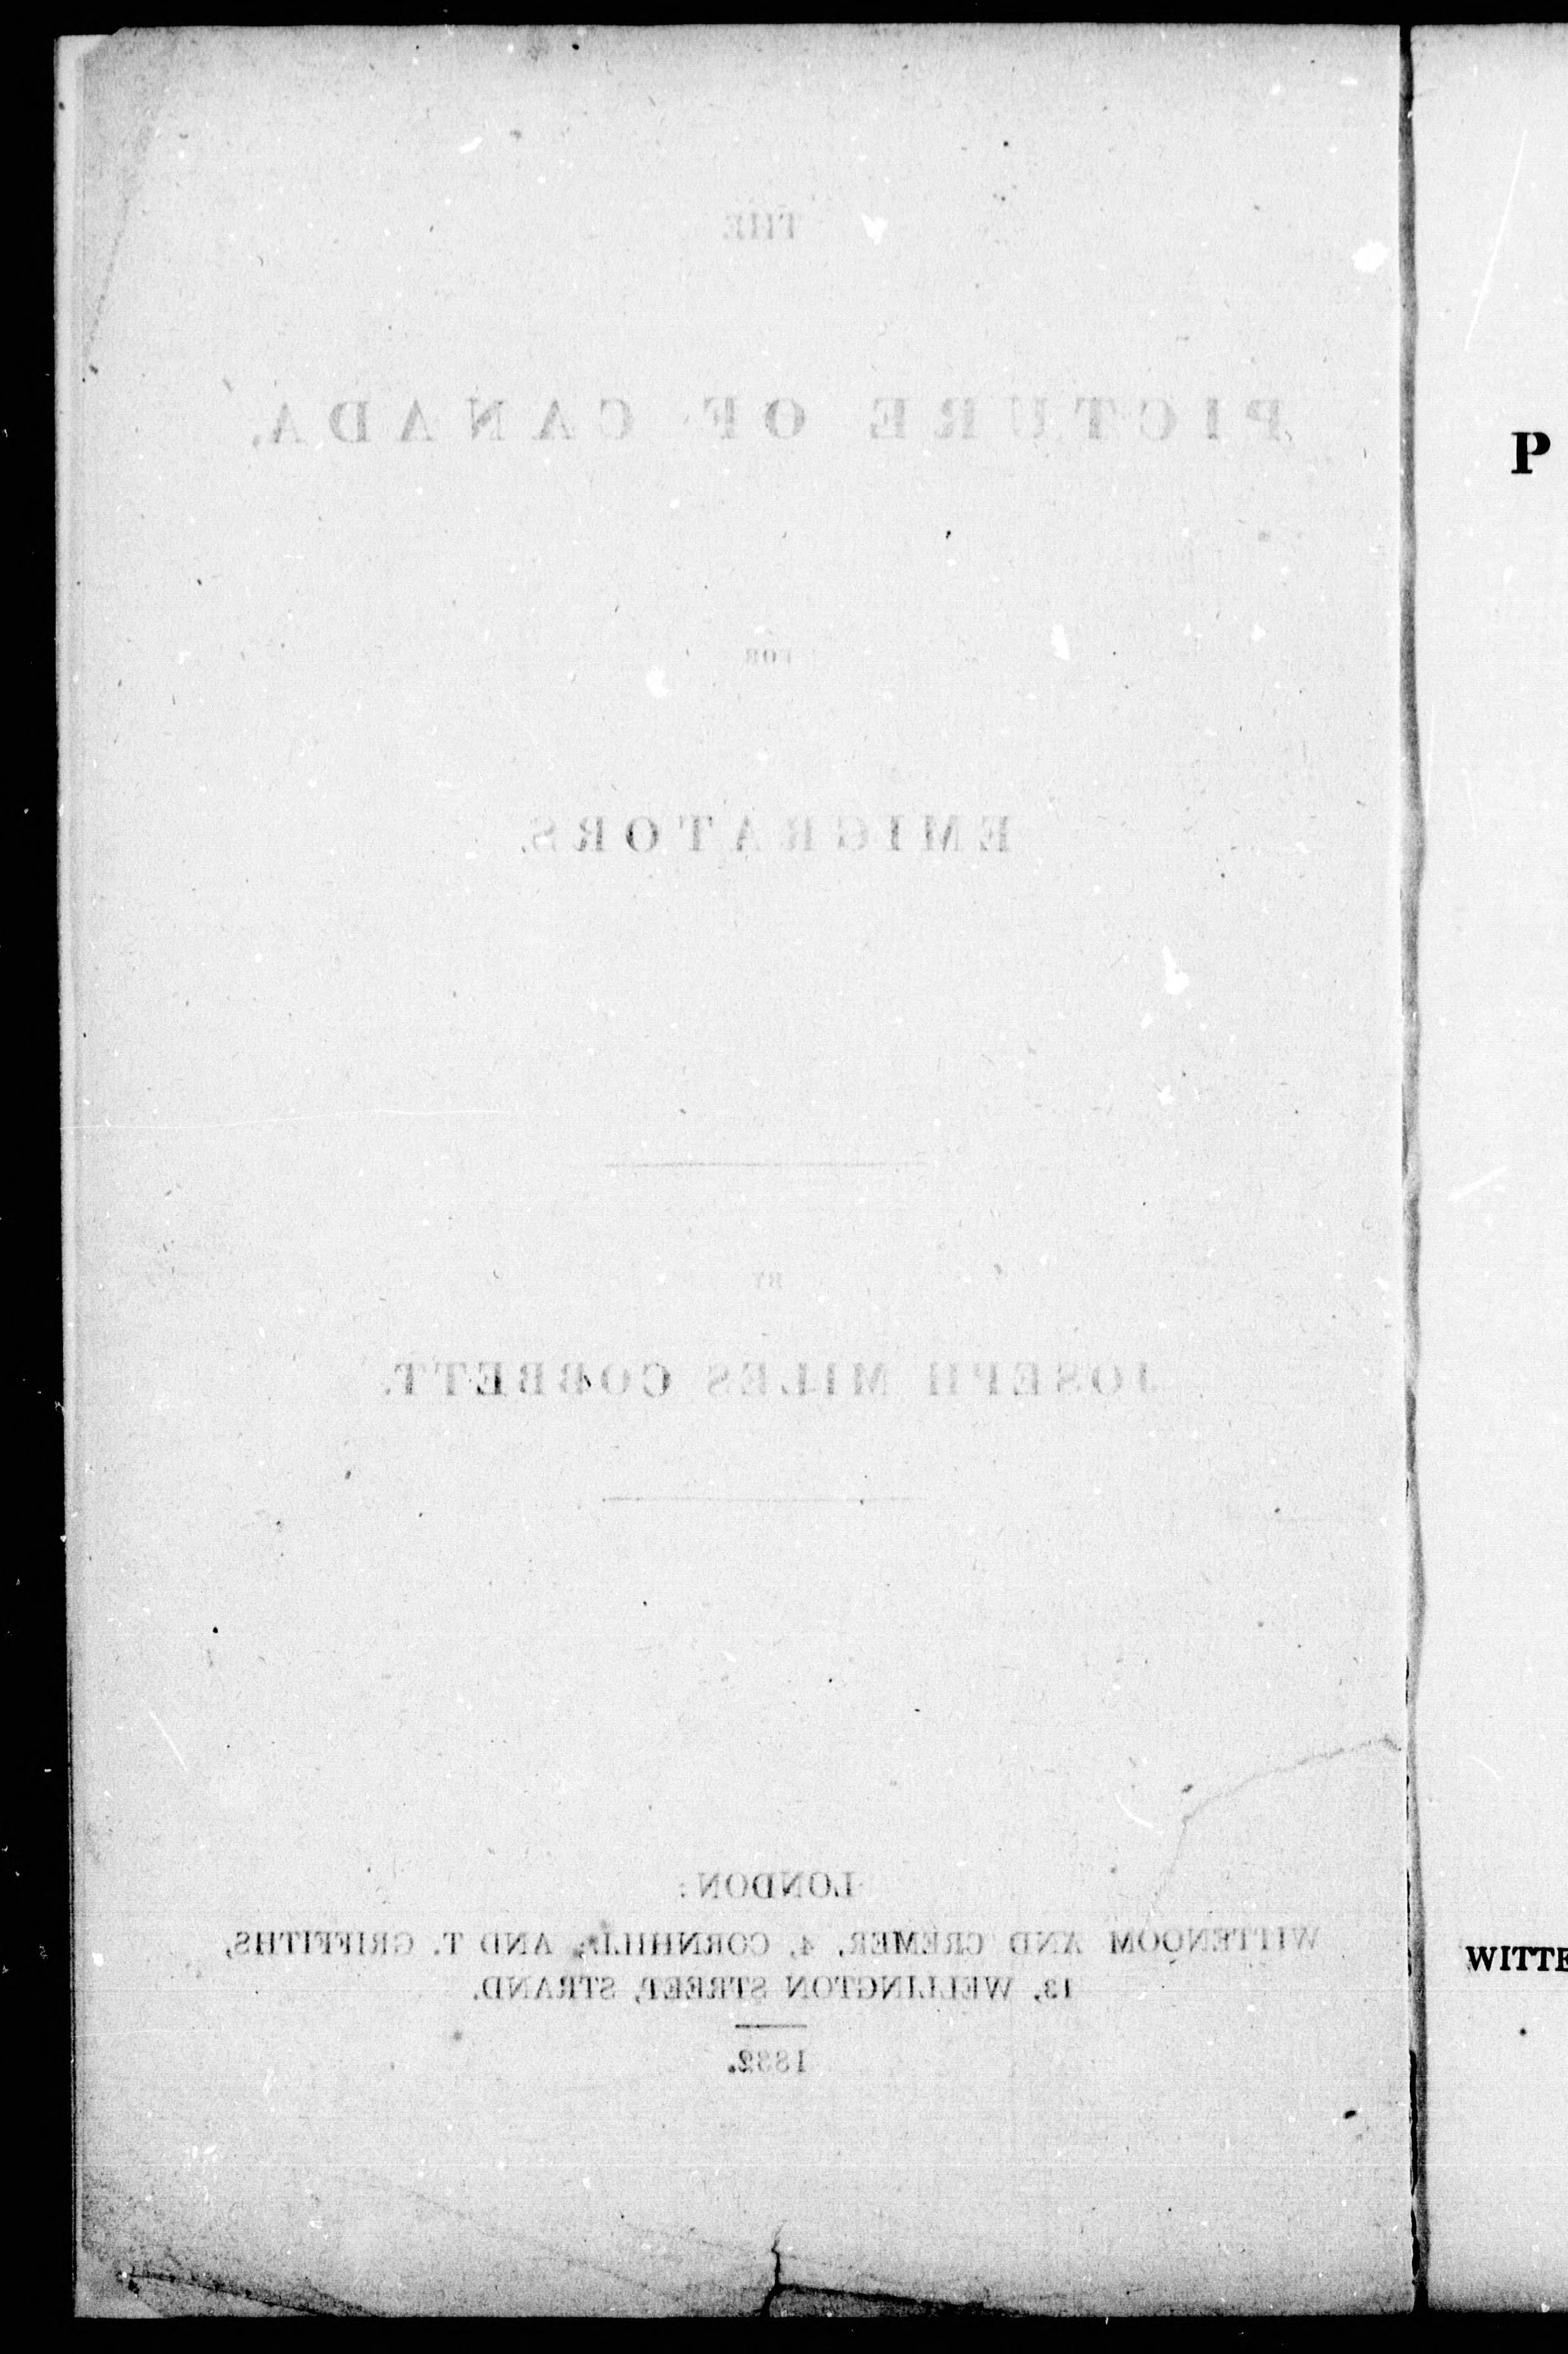 THE
PICTURE OF CANADA,
FOR
EMIGRATORS.
BY
JOSEPH MILES COBBETT.
LONDON:
WITTENOOM AND CREMER, 4, CORNHILL; AND T. GRIFFITHS,
13, WELLINGTON STREET, STRAND.
1832.
P
WITTE